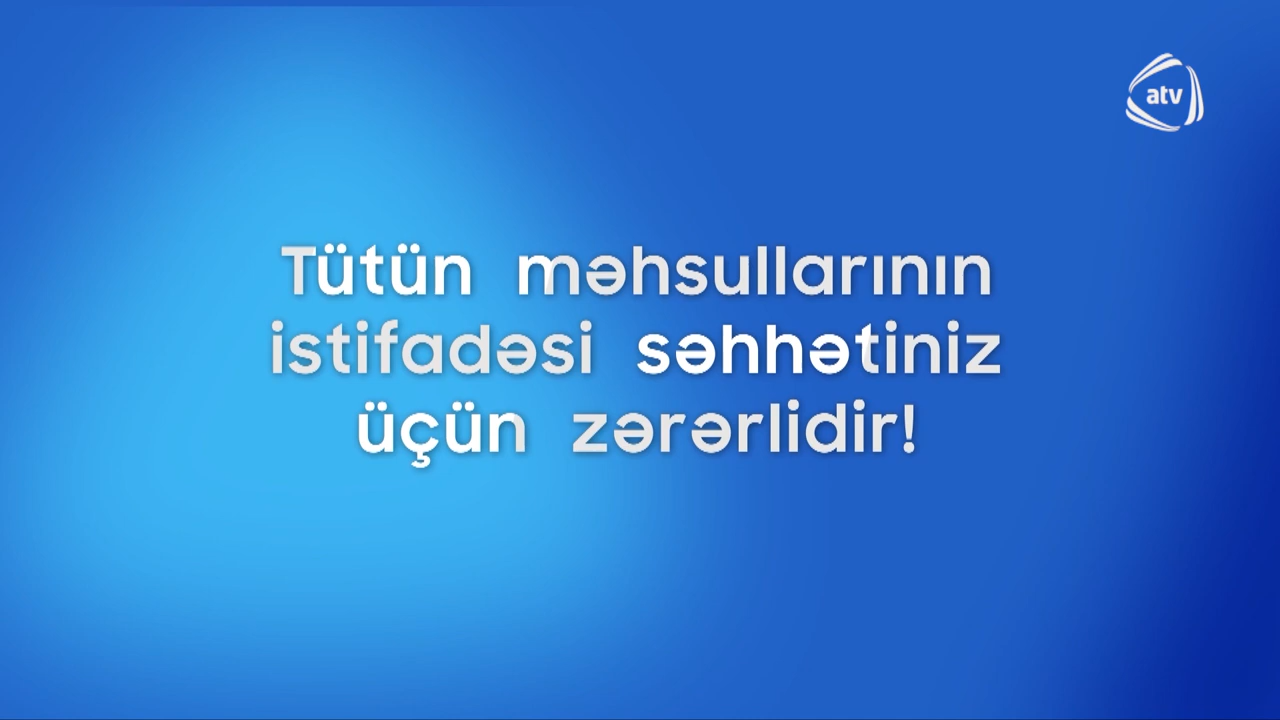 atv
Tütün məhsullarının
istifadəsi səhhətiniz
üçün zərərlidir!